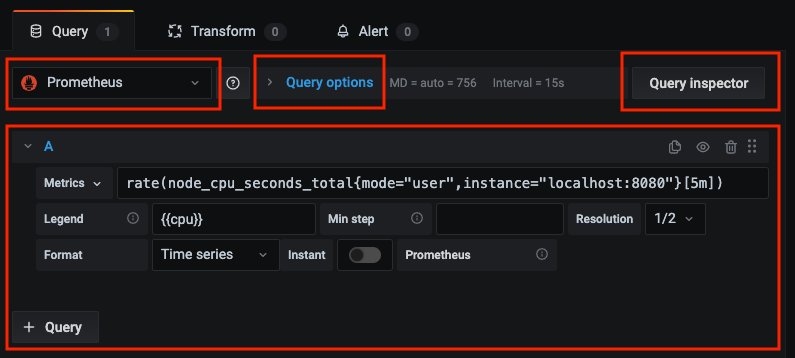 Query 1 Transform 0 Alert 0
Prometheus ? > Query options MD = auto = 756 Interval = 15s Query inspector
A
Metrics rate(node_cpu_seconds_total{mode="user",instance="localhost:8080"}[5m])
Legend {{cpu}} Min step Resolution 1/2
Format Time series Instant Prometheus
+ Query